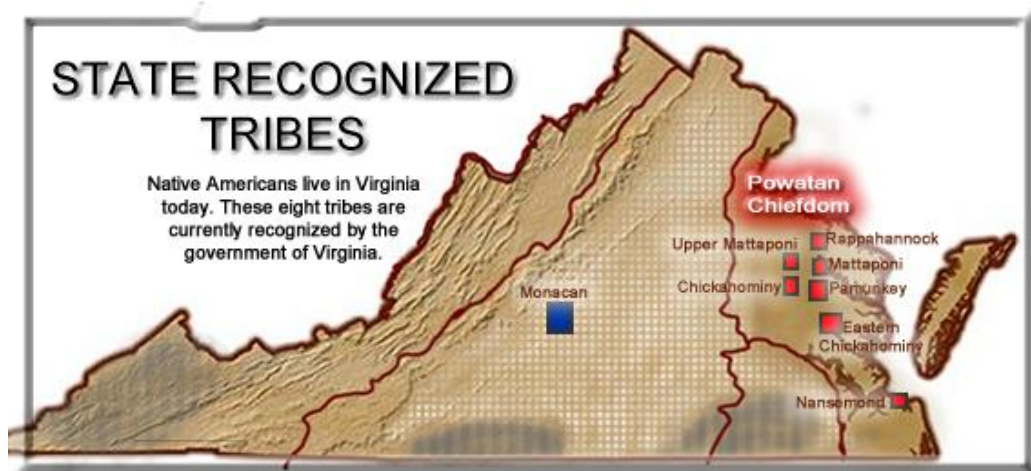 STATE RECOGNIZED
TRIBES
Native Americans live in Virginia
today. These eight tribes are
currently recognized by the
government of Virginia.
Powatan
Chiefdom
Upper Mattaponi
Rappahannock
Mattaponi
Chickahominy
Pamunkey
Monacan
Eastern
Chickahominy
Nansemond